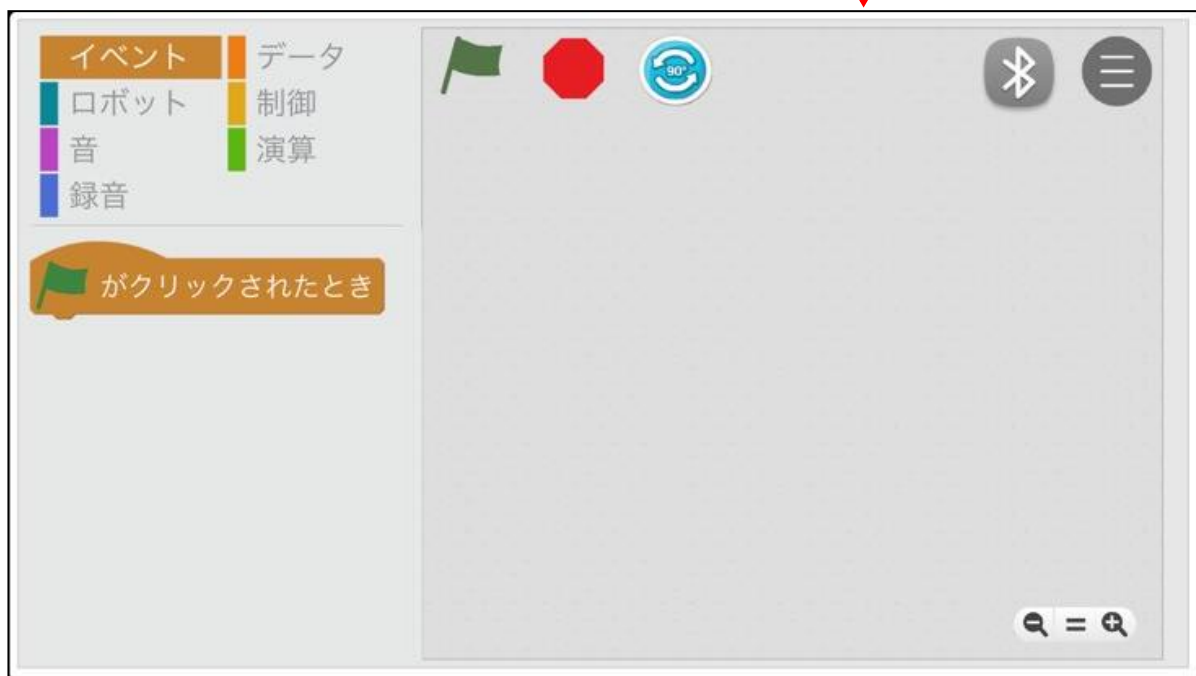 イベント
データ
ロボット
制御
音
演算
録音
がクリックされたとき
90°